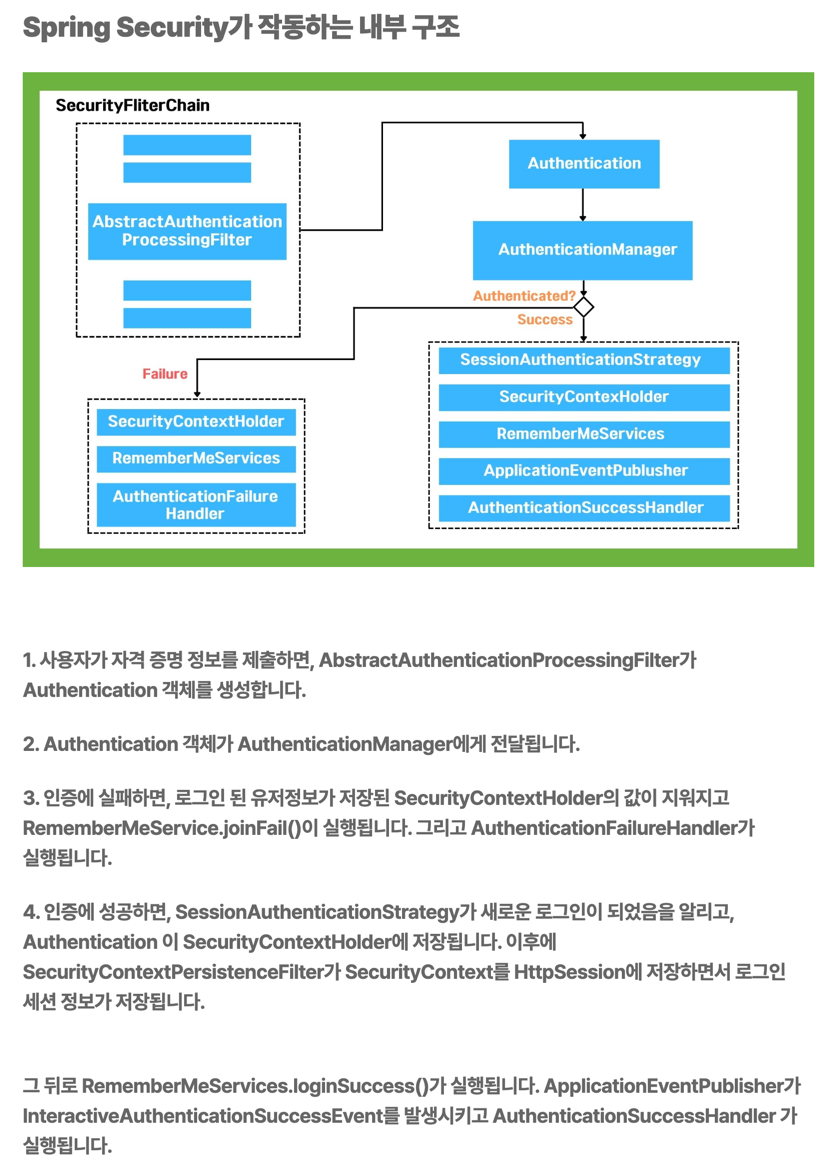 Spring Security가 작동하는 내부 구조
SecurityFliterChain
AbstractAuthentication
ProcessingFilter
Authentication
AuthenticationManager
Authenticated?
Success
Failure
SecurityContextHolder
RememberMeServices
AuthenticationFailure
Handler
SessionAuthenticationStrategy
SecurityContexHolder
RememberMeServices
ApplicationEventPublusher
AuthenticationSuccessHandler
1. 사용자가 자격 증명 정보를 제출하면, AbstractAuthenticationProcessingFilter가
Authentication 객체를 생성합니다.
2. Authentication 객체가 AuthenticationManager에게 전달됩니다.
3. 인증에 실패하면, 로그인 된 유저정보가 저장된 SecurityContextHolder의 값이 지워지고
RememberMeService.joinFail()이 실행됩니다. 그리고 AuthenticationFailureHandler가
실행됩니다.
4. 인증에 성공하면, SessionAuthenticationStrategy가 새로운 로그인이 되었음을 알리고,
Authentication 이 SecurityContextHolder에 저장됩니다. 이후에
SecurityContextPersistenceFilter가 SecurityContext를 HttpSession에 저장하면서 로그인
세션 정보가 저장됩니다.
그 뒤로 RememberMeServices.loginSuccess()가 실행됩니다. ApplicationEventPublisher가
InteractiveAuthenticationSuccessEvent를 발생시키고 AuthenticationSuccessHandler 가
실행됩니다.